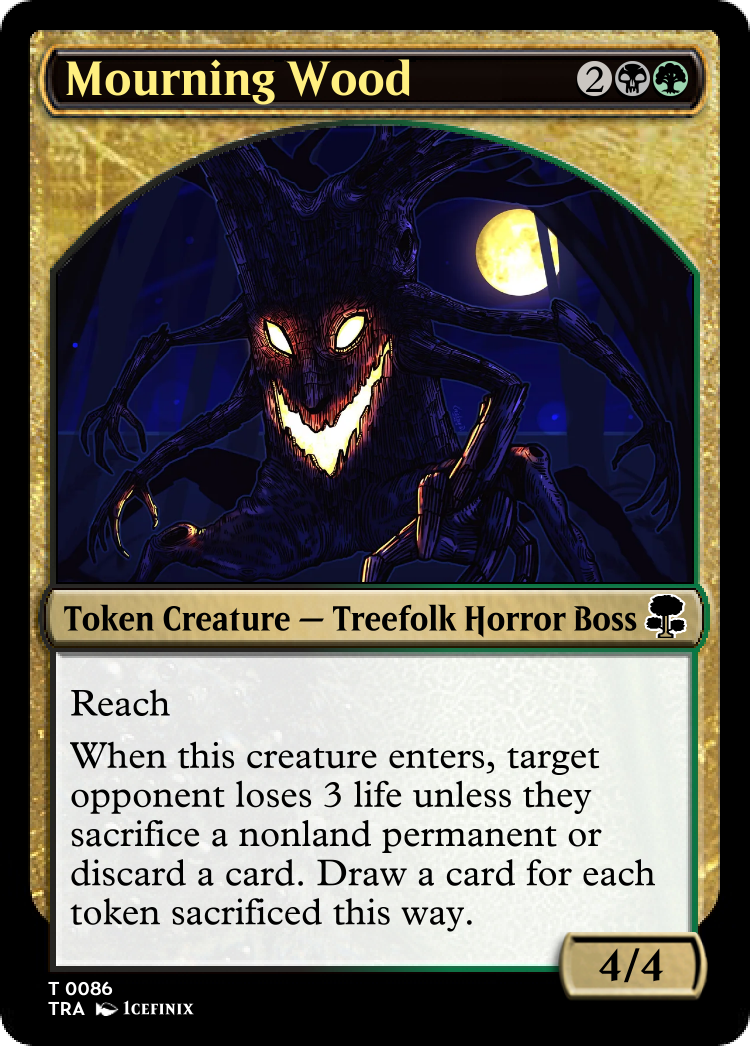 Mourning Wood 2
Token Creature — Treefolk Horror Boss
Reach
When this creature enters, target
opponent loses 3 life unless they
sacrifice a nonland permanent or
discard a card. Draw a card for each
token sacrificed this way.
4/4
T 0086
TRA Icefinix